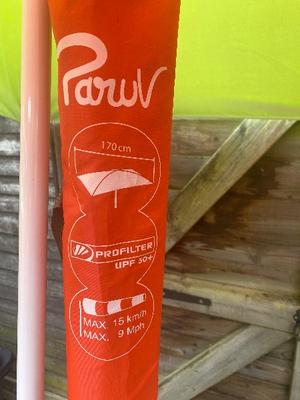 Paruv
170 cm
PROFILTER
UPF 50+
MAX. 15 km/h
MAX. 9 Mph